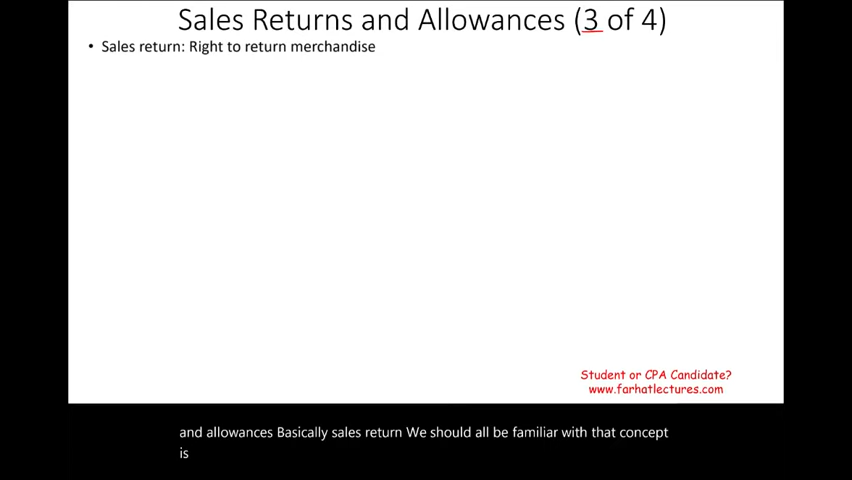 Sales Returns and Allowances (3 of 4)
• Sales return: Right to return merchandise
Student or CPA Candidate?
www.farhatlectures.com
and allowances Basically sales return We should all be familiar with that concept
is